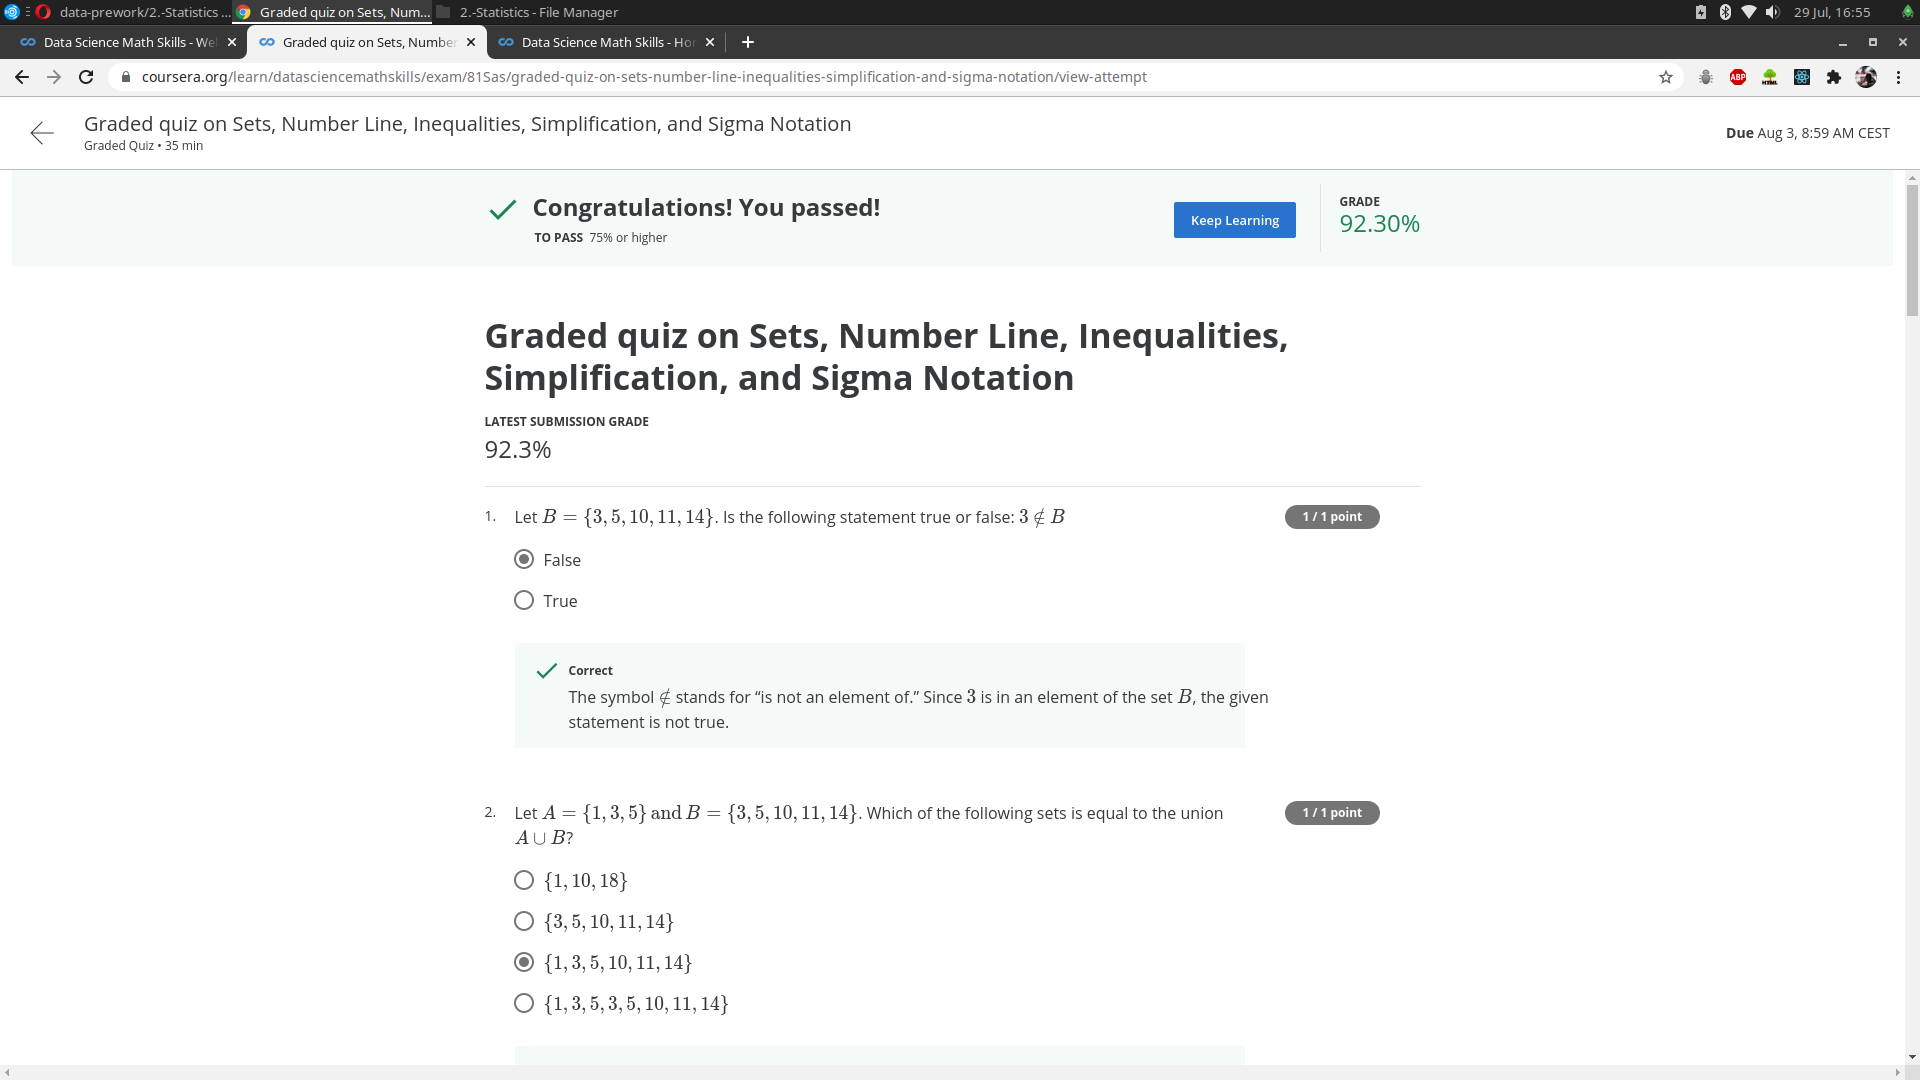 data-prework/2.-Statistics ... Graded quiz on Sets, Num... 2.-Statistics - File Manager 29 Jul, 16:55
Data Science Math Skills - We Graded quiz on Sets, Number Data Science Math Skills - Hor
coursera.org/learn/datasciencemathskills/exam/81Sas/graded-quiz-on-sets-number-line-inequalities-simplification-and-sigma-notation/view-attempt
ABP
HTML
Graded quiz on Sets, Number Line, Inequalities, Simplification, and Sigma Notation
Graded Quiz • 35 min
Due Aug 3, 8:59 AM CEST
Congratulations! You passed!
TO PASS 75% or higher
Keep Learning
GRADE
92.30%
Graded quiz on Sets, Number Line, Inequalities,
Simplification, and Sigma Notation
LATEST SUBMISSION GRADE
92.3%
1. Let B = {3, 5, 10, 11, 14}. Is the following statement true or false: 3 ∉ B
1 / 1 point
False
True
Correct
The symbol ∉ stands for “is not an element of.” Since 3 is in an element of the set B, the given
statement is not true.
2. Let A = {1, 3, 5} and B = {3, 5, 10, 11, 14}. Which of the following sets is equal to the union
A ∪ B?
1 / 1 point
{1, 10, 18}
{3, 5, 10, 11, 14}
{1, 3, 5, 10, 11, 14}
{1, 3, 5, 3, 5, 10, 11, 14}